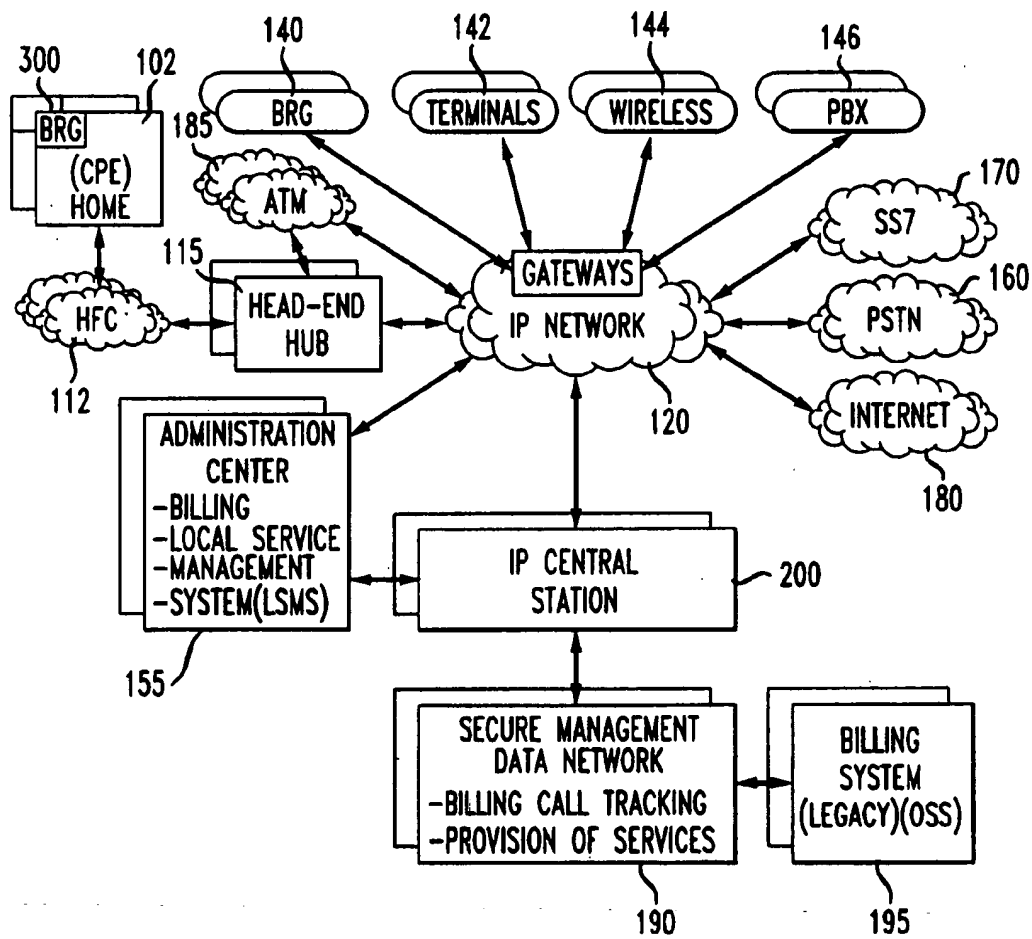 140
142
144
146
300
102
BRG
TERMINALS
WIRELESS
PBX
BRG
(CPE)
HOME
185
ATM
170
SS7
115
GATEWAYS
IP NETWORK
HEAD-END
HUB
HFC
160
PSTN
112
120
INTERNET
180
ADMINISTRATION
CENTER
-BILLING
-LOCAL SERVICE
-MANAGEMENT
-SYSTEM(LSMS)
155
IP CENTRAL
STATION
200
SECURE MANAGEMENT
DATA NETWORK
-BILLING CALL TRACKING
-PROVISION OF SERVICES
190
BILLING
SYSTEM
(LEGACY)(OSS)
195